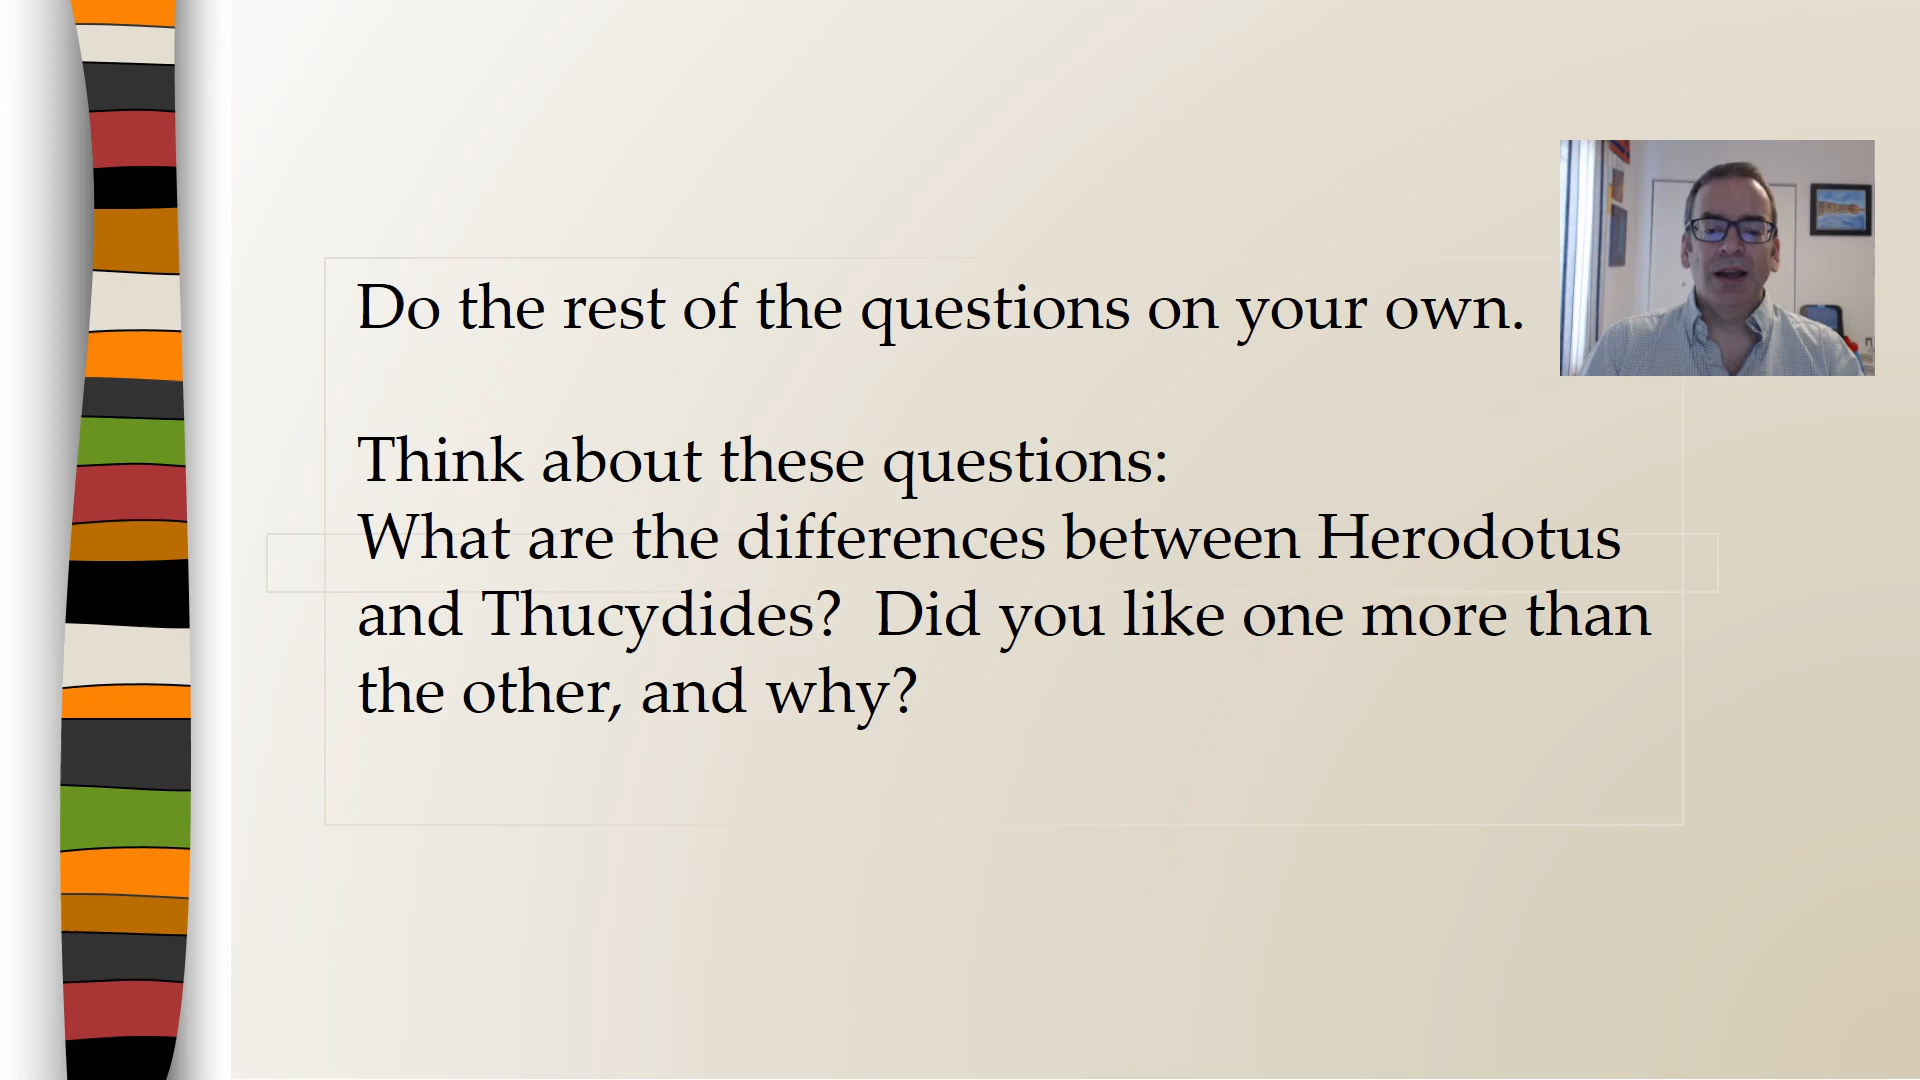 Do the rest of the questions on your own.
Think about these questions:
What are the differences between Herodotus
and Thucydides?  Did you like one more than
the other, and why?